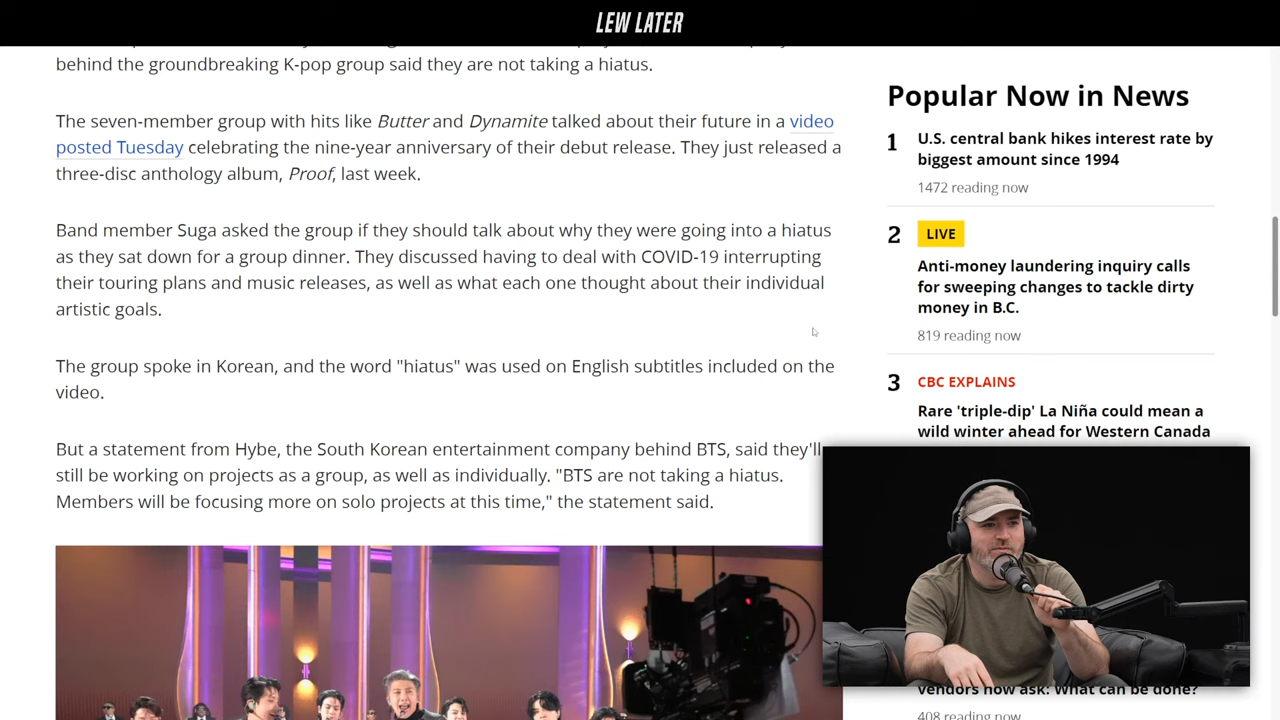 LEW LATER
behind the groundbreaking K-pop group said they are not taking a hiatus.
The seven-member group with hits like Butter and Dynamite talked about their future in a video
posted Tuesday celebrating the nine-year anniversary of their debut release. They just released a
three-disc anthology album, Proof, last week.
Band member Suga asked the group if they should talk about why they were going into a hiatus
as they sat down for a group dinner. They discussed having to deal with COVID-19 interrupting
their touring plans and music releases, as well as what each one thought about their individual
artistic goals.
The group spoke in Korean, and the word "hiatus" was used on English subtitles included on the
video.
But a statement from Hybe, the South Korean entertainment company behind BTS, said they'll
still be working on projects as a group, as well as individually. "BTS are not taking a hiatus.
Members will be focusing more on solo projects at this time," the statement said.
Popular Now in News
1 U.S. central bank hikes interest rate by
biggest amount since 1994
1472 reading now
2 LIVE
Anti-money laundering inquiry calls
for sweeping changes to tackle dirty
money in B.C.
819 reading now
3 CBC EXPLAINS
Rare 'triple-dip' La Niña could mean a
wild winter ahead for Western Canada
vendors now ask: What can be done?
408 reading now